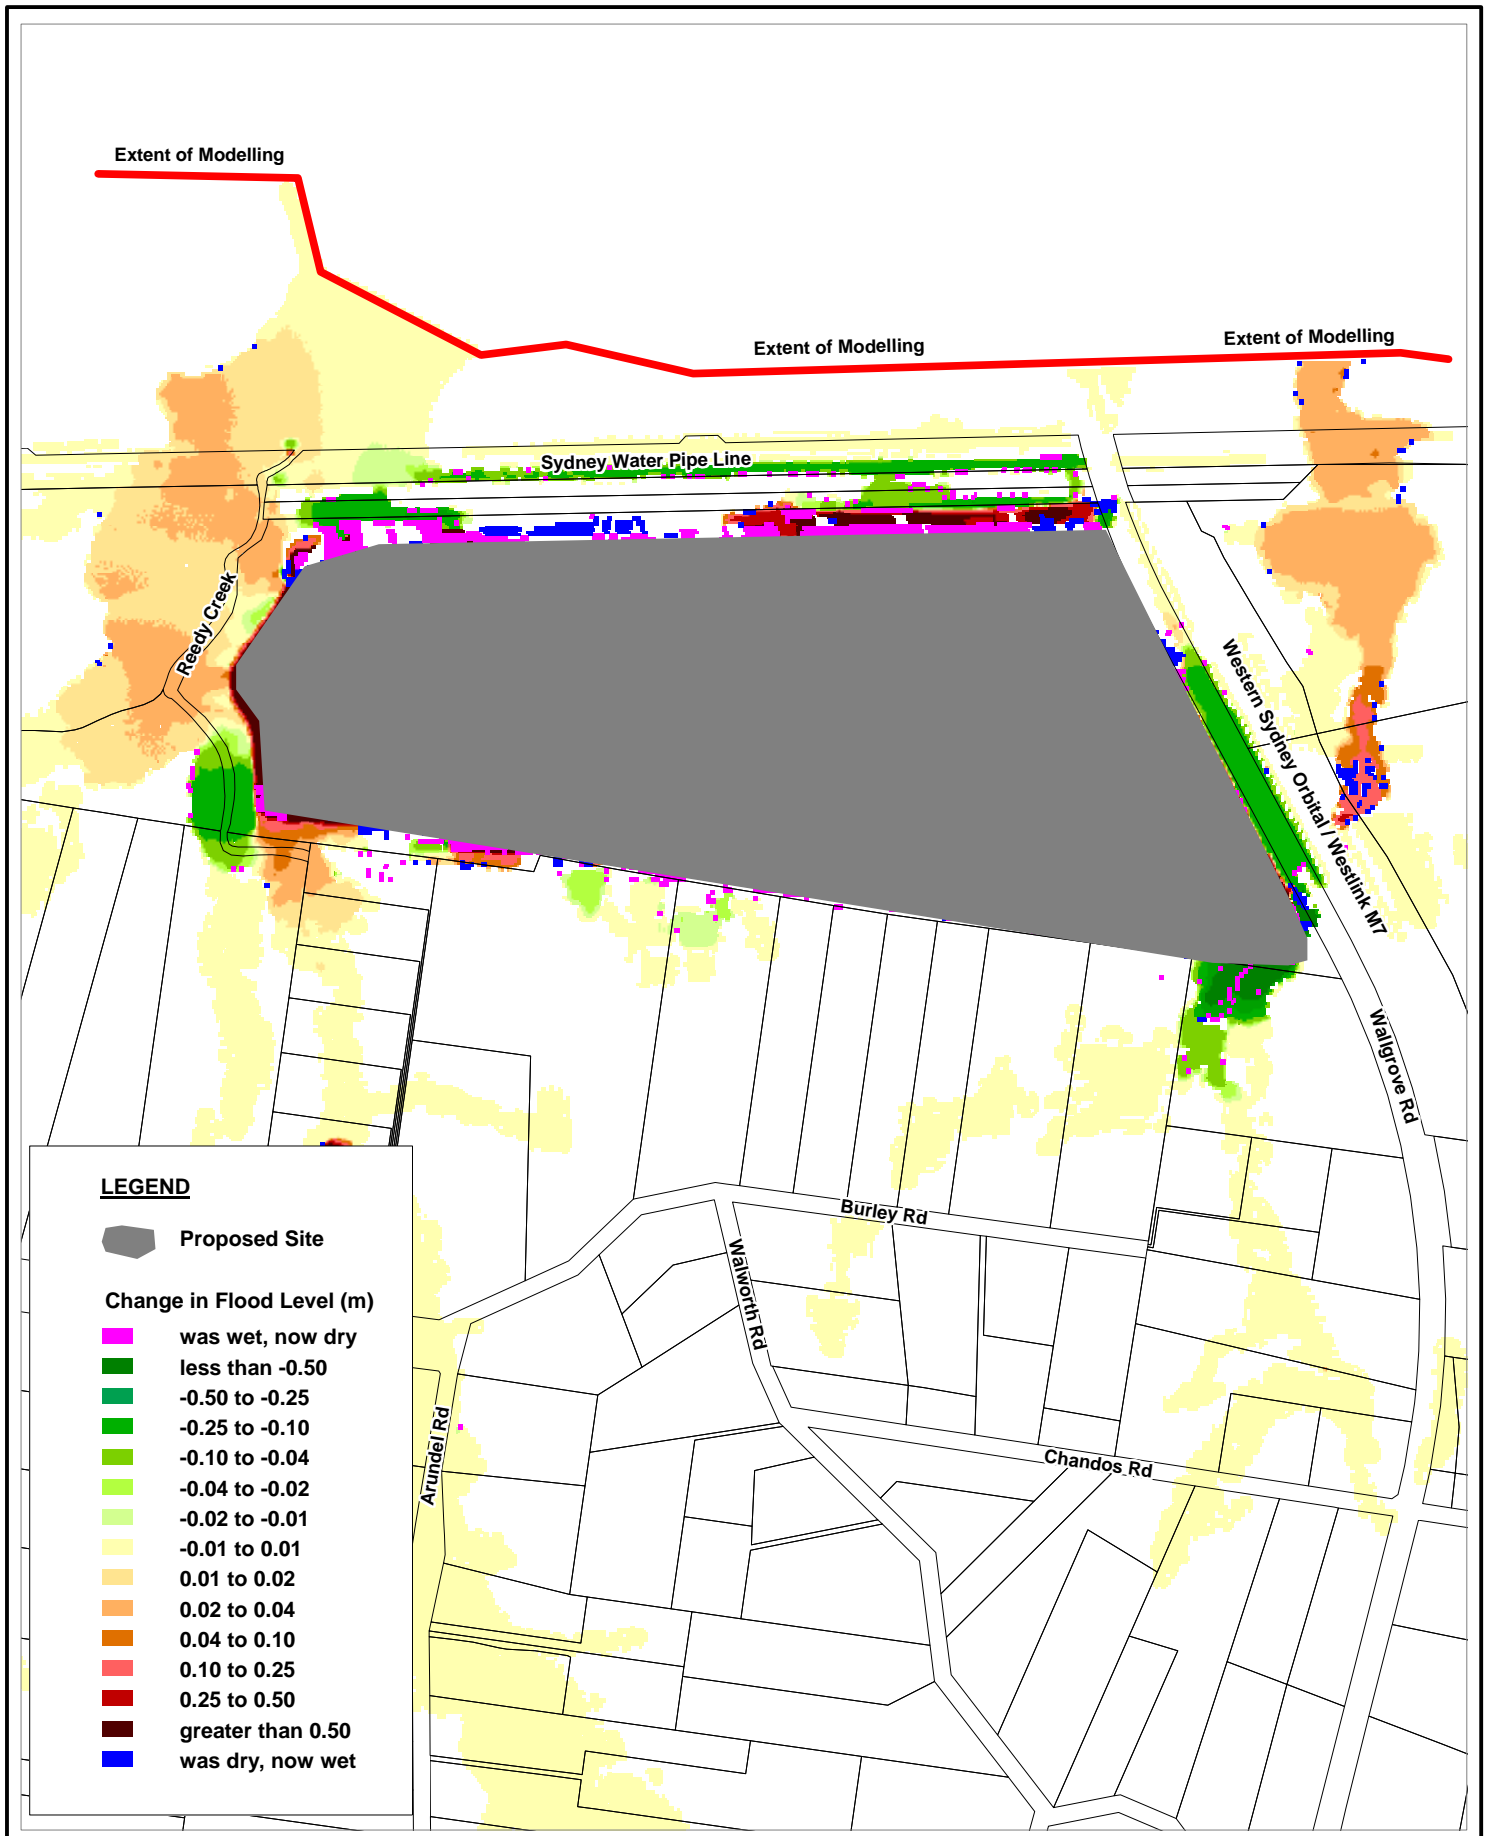 Extent of Modelling
Extent of Modelling
Extent of Modelling
Sydney Water Pipe Line
Reedy Creek
Western Sydney Orbital / Westlink M7
Wallgrove Rd
Burley Rd
Walworth Rd
Chandos Rd
Arundel Rd
LEGEND
Proposed Site
Change in Flood Level (m)
was wet, now dry
less than -0.50
-0.50 to -0.25
-0.25 to -0.10
-0.10 to -0.04
-0.04 to -0.02
-0.02 to -0.01
-0.01 to 0.01
0.01 to 0.02
0.02 to 0.04
0.04 to 0.10
0.10 to 0.25
0.25 to 0.50
greater than 0.50
was dry, now wet